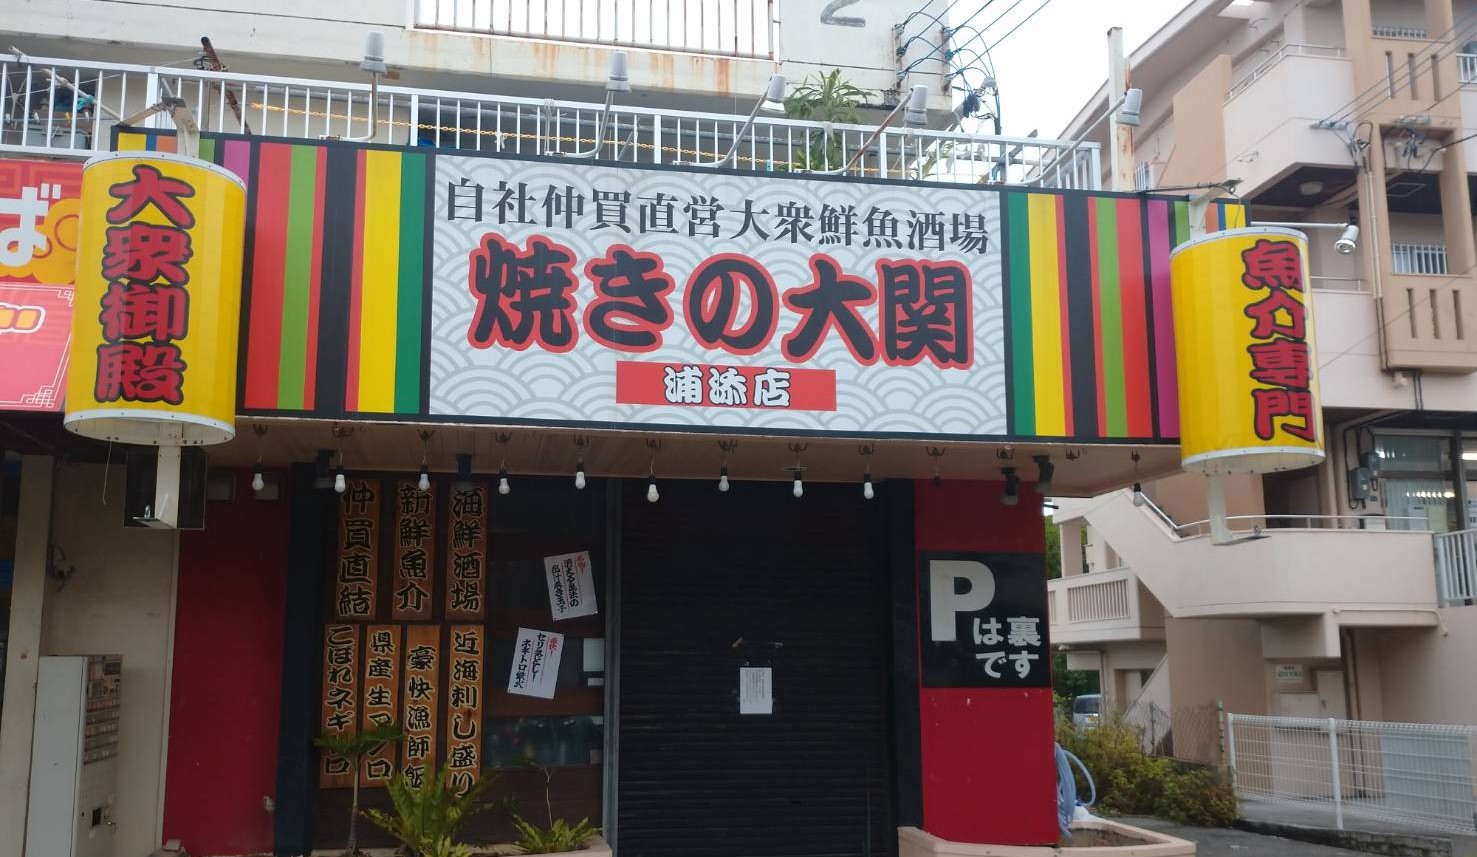 自社仲買直営大衆鮮魚酒場
焼きの大関
浦添店
大衆御殿
魚介専門
ば
海鮮酒場
新鮮魚介
仲買直結
近海刺し盛り
豪快漁師飯
県産生マグロ
こぼれネギトロ
Pは裏
です